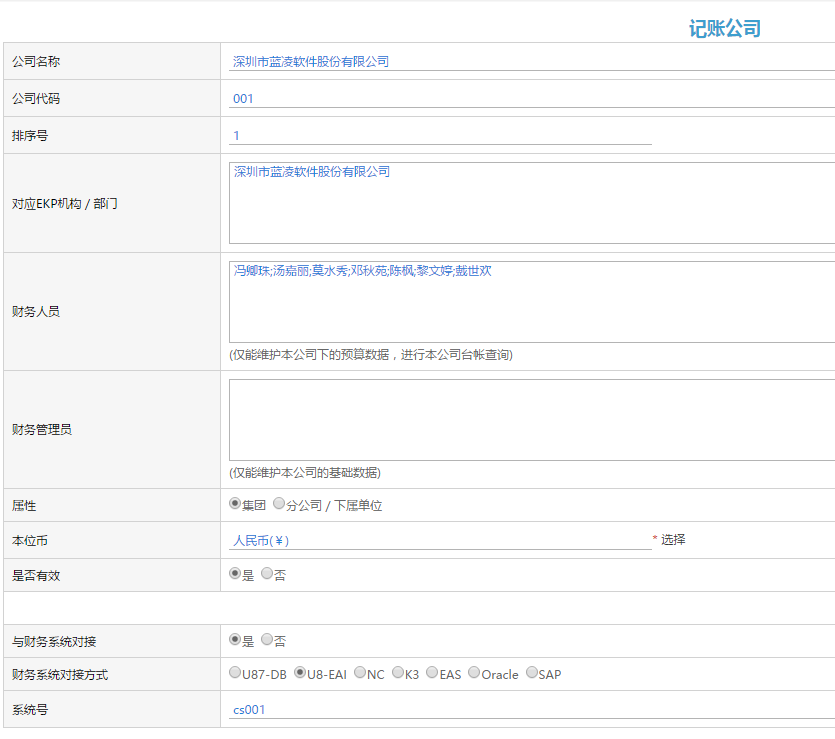 记账公司
公司名称 深圳市蓝凌软件股份有限公司
公司代码 001
排序号 1
对应EKP机构 / 部门 深圳市蓝凌软件股份有限公司
财务人员 冯卿珠;汤嘉丽;莫水秀;邓秋苑;陈枫;黎文婷;戴世欢
(仅能维护本公司下的预算数据，进行本公司台帐查询)
财务管理员
(仅能维护本公司的基础数据)
属性 集团 分公司 / 下属单位
本位币 人民币(￥) * 选择
是否有效 是 否
与财务系统对接 是 否
财务系统对接方式 U87-DB U8-EAI NC K3 EAS Oracle SAP
系统号 cs001